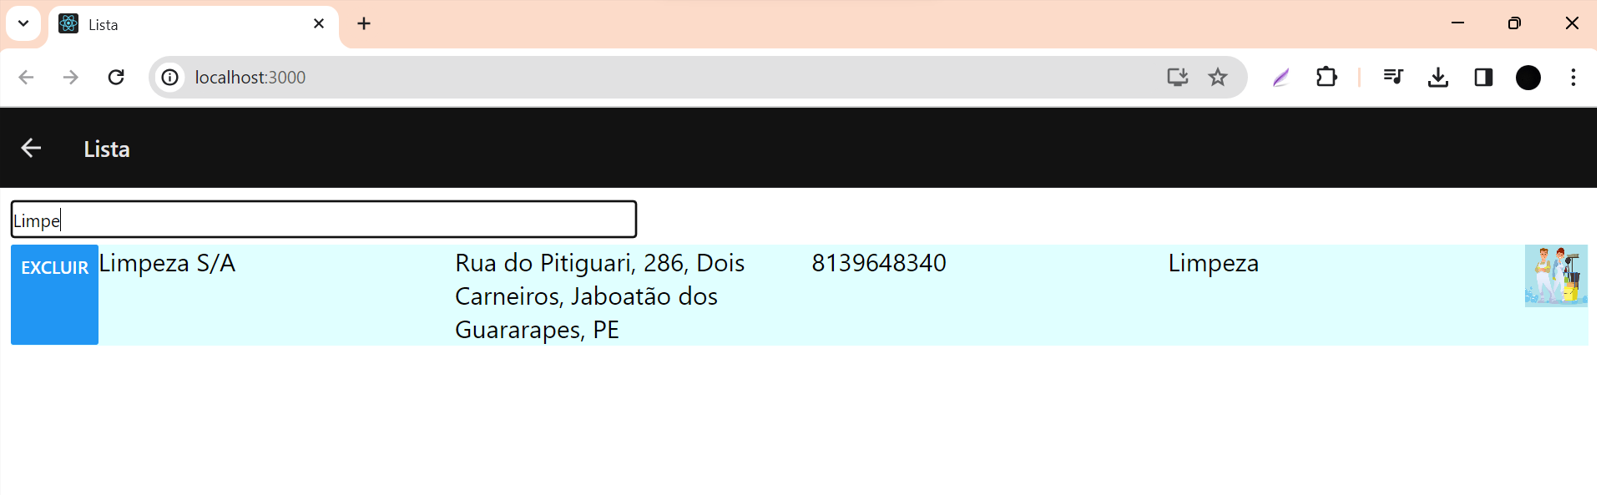 Lista
localhost:3000
Lista
Limpe
EXCLUIR
Limpeza S/A
Rua do Pitiguari, 286, Dois
Carneiros, Jaboatão dos
Guararapes, PE
8139648340
Limpeza